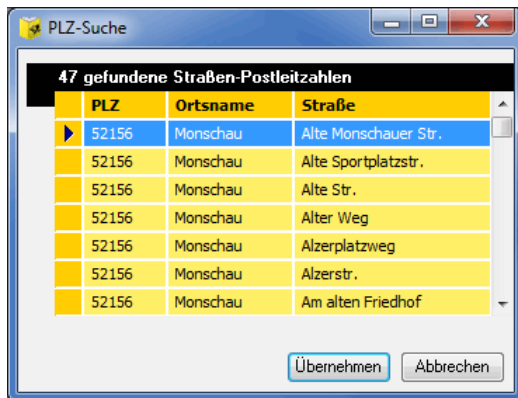 PLZ-Suche
47 gefundene Straßen-Postleitzahlen
PLZ Ortsname Straße
52156 Monschau Alte Monschauer Str.
52156 Monschau Alte Sportplatzstr.
52156 Monschau Alte Str.
52156 Monschau Alter Weg
52156 Monschau Alzerplatzweg
52156 Monschau Alzerstr.
52156 Monschau Am alten Friedhof
Übernehmen Abbrechen